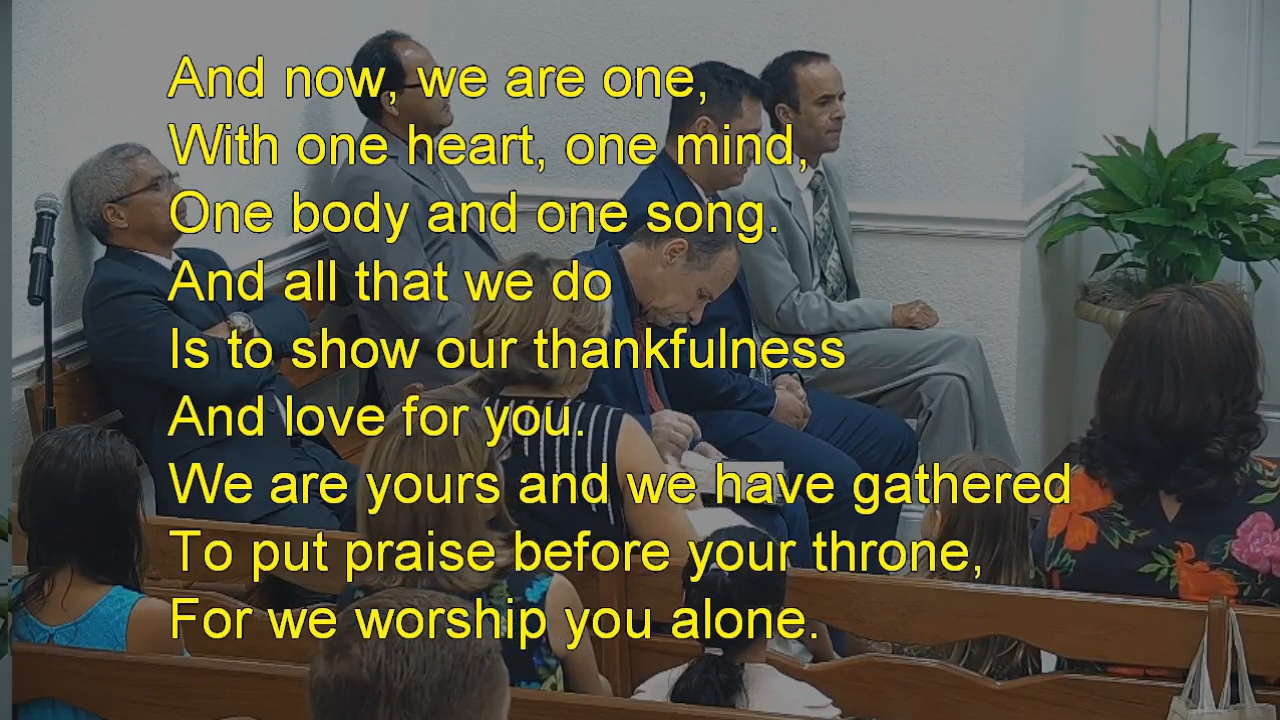 And now, we are one,
With one heart, one mind,
One body and one song.
And all that we do
Is to show our thankfulness
And love for you.
We are yours and we have gathered
To put praise before your throne,
For we worship you alone.